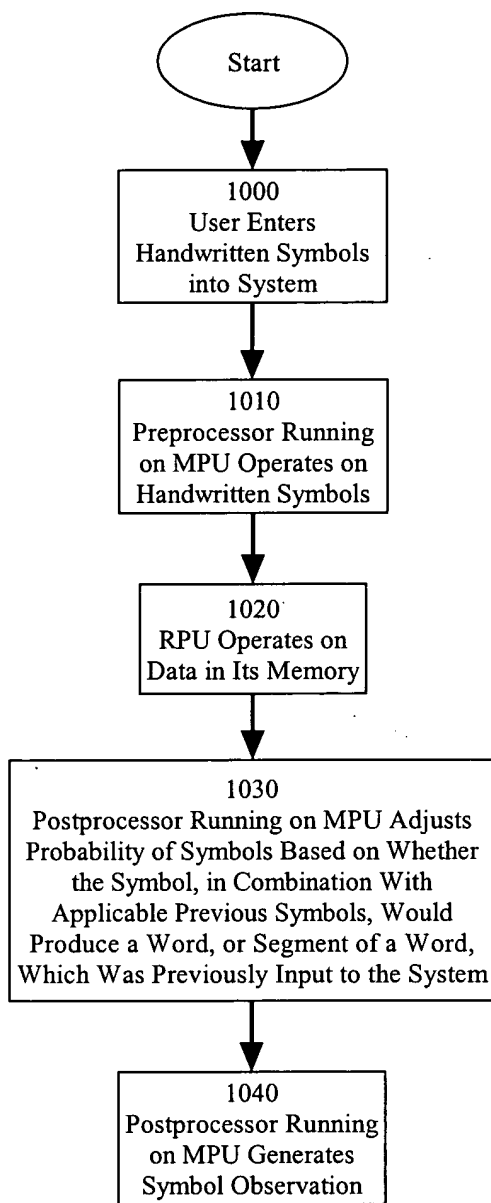 Start
1000
User Enters
Handwritten Symbols
into System
1010
Preprocessor Running
on MPU Operates on
Handwritten Symbols
1020
RPU Operates on
Data in Its Memory
1030
Postprocessor Running on MPU Adjusts
Probability of Symbols Based on Whether
the Symbol, in Combination With
Applicable Previous Symbols, Would
Produce a Word, or Segment of a Word,
Which Was Previously Input to the System
1040
Postprocessor Running
on MPU Generates
Symbol Observation